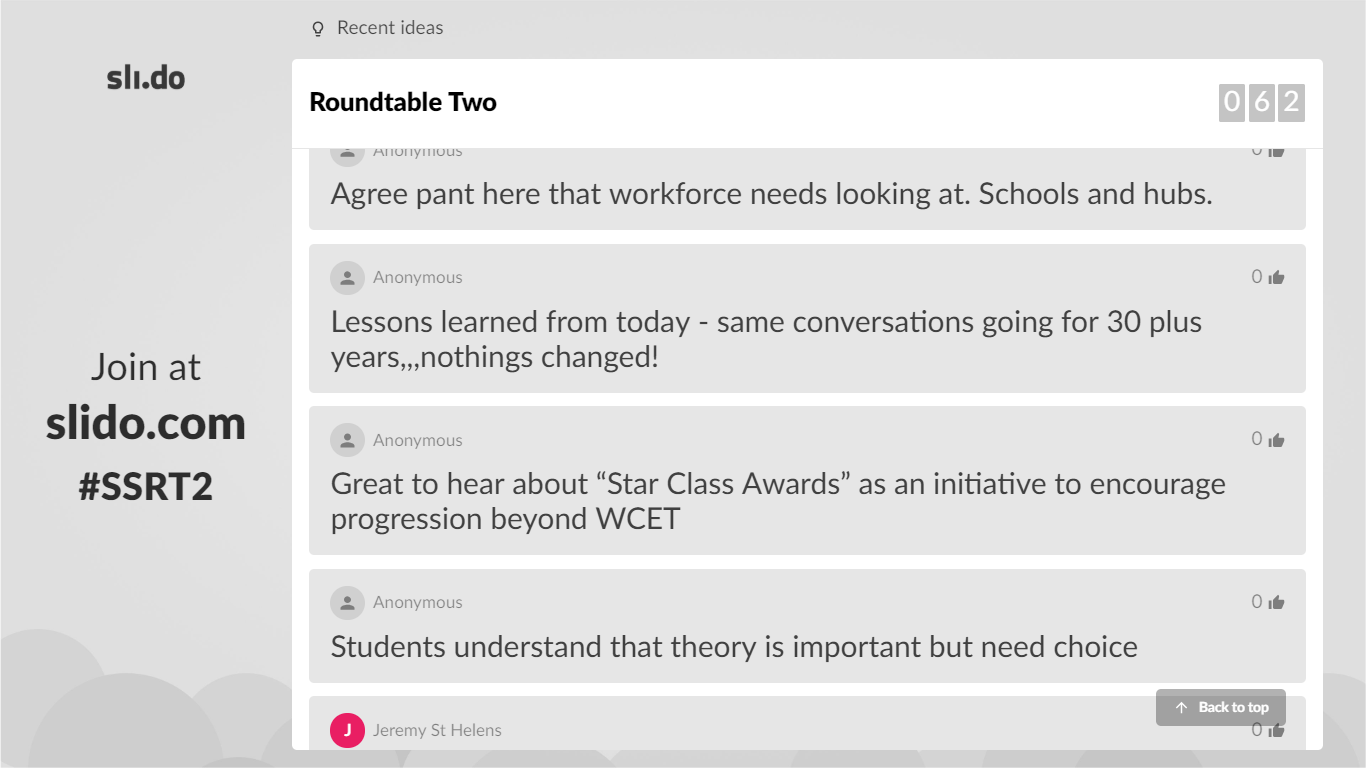 Recent ideas
sli.do
Roundtable Two
062
Anonymous
0
Agree pant here that workforce needs looking at. Schools and hubs.
Anonymous
0
Lessons learned from today - same conversations going for 30 plus
years,,,nothings changed!
Join at
slido.com
#SSRT2
Anonymous
0
Great to hear about “Star Class Awards” as an initiative to encourage
progression beyond WCET
Anonymous
0
Students understand that theory is important but need choice
Back to top
J
Jeremy St Helens
0